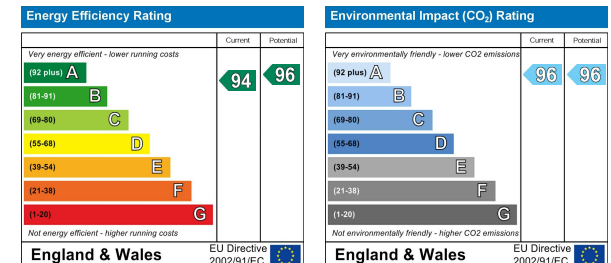 Energy Efficiency Rating
Current Potential
Very energy efficient - lower running costs
(92 plus) A
(81-91) B
(69-80) C
(55-68) D
(39-54) E
(21-38) F
(1-20) G
94 96
Not energy efficient - higher running costs
England & Wales
EU Directive
2002/91/EC
Environmental Impact (CO₂) Rating
Current Potential
Very environmentally friendly - lower CO2 emissions
(92 plus) A
(81-91) B
(69-80) C
(55-68) D
(39-54) E
(21-38) F
(1-20) G
96 96
Not environmentally friendly - higher CO2 emissions
England & Wales
EU Directive
2002/91/EC